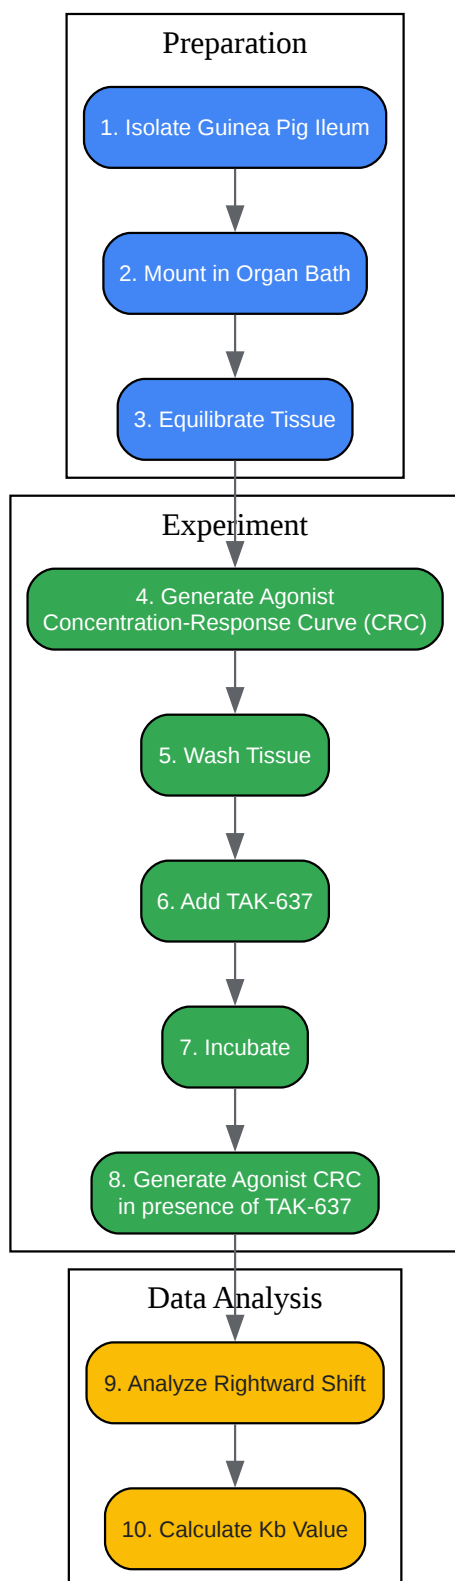 Preparation
1. Isolate Guinea Pig Ileum
2. Mount in Organ Bath
3. Equilibrate Tissue
Experiment
4. Generate Agonist
Concentration-Response Curve (CRC)
5. Wash Tissue
6. Add TAK-637
7. Incubate
8. Generate Agonist CRC
in presence of TAK-637
Data Analysis
9. Analyze Rightward Shift
10. Calculate Kb Value